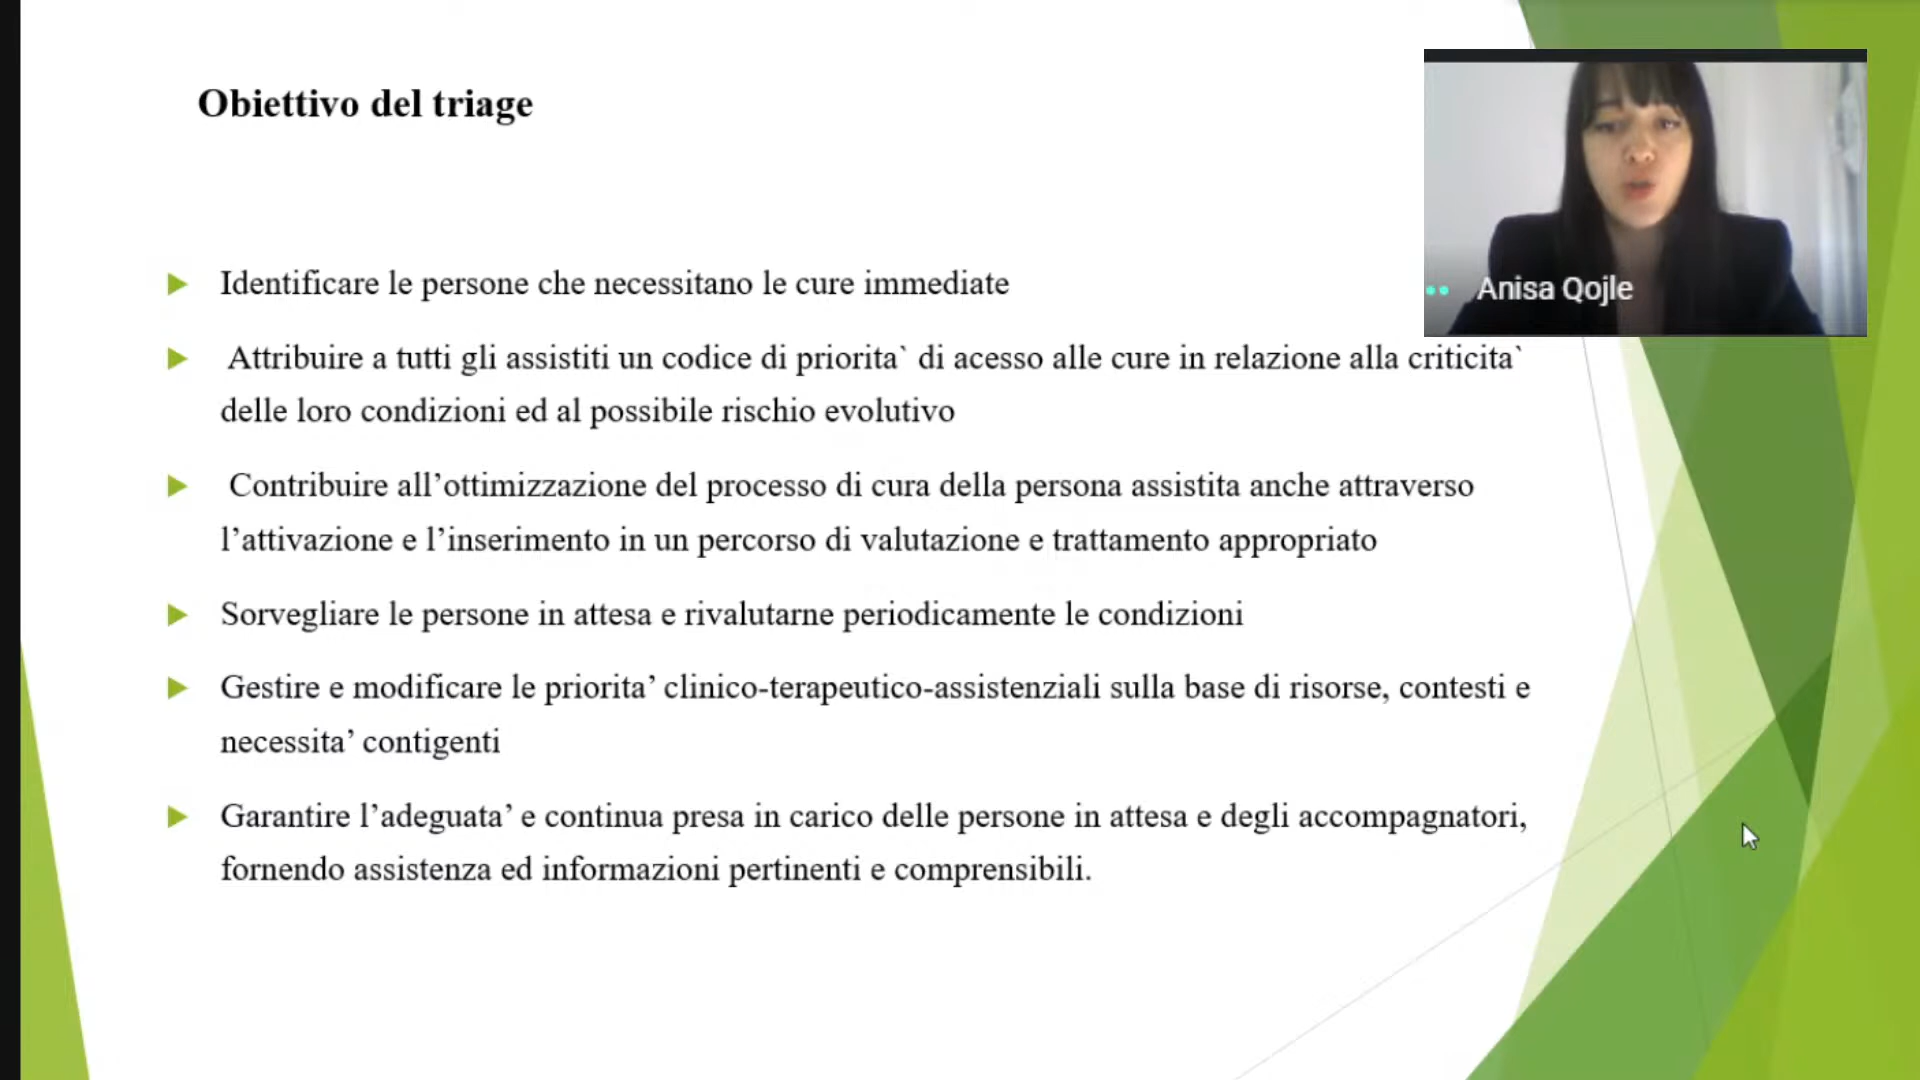 Obiettivo del triage
Anisa Qojle
Identificare le persone che necessitano le cure immediate
Attribuire a tutti gli assistiti un codice di priorita` di acesso alle cure in relazione alla criticita`
delle loro condizioni ed al possibile rischio evolutivo
Contribuire all’ottimizzazione del processo di cura della persona assistita anche attraverso
l’attivazione e l’inserimento in un percorso di valutazione e trattamento appropriato
Sorvegliare le persone in attesa e rivalutarne periodicamente le condizioni
Gestire e modificare le priorita’ clinico-terapeutico-assistenziali sulla base di risorse, contesti e
necessita’ contigenti
Garantire l’adeguata’ e continua presa in carico delle persone in attesa e degli accompagnatori,
fornendo assistenza ed informazioni pertinenti e comprensibili.